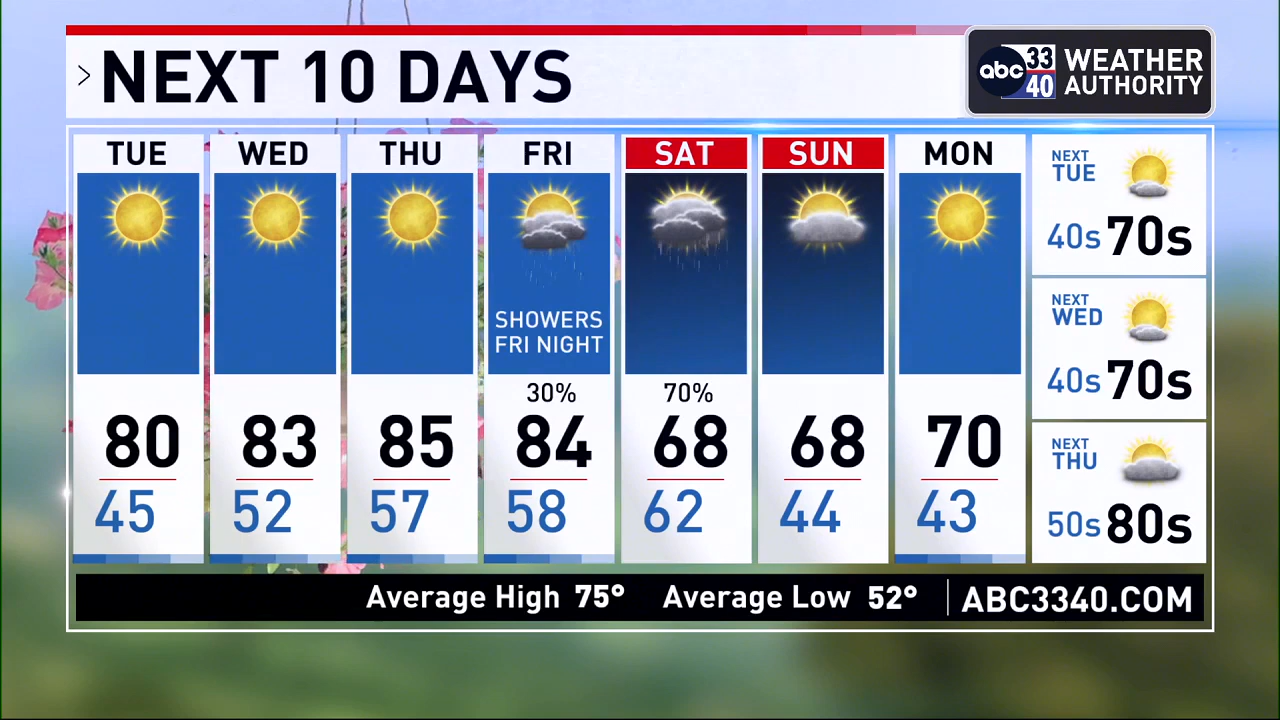 > NEXT 10 DAYS
abc 33 40 WEATHER AUTHORITY
TUE
80
45
WED
83
52
THU
85
57
FRI
SHOWERS
FRI NIGHT
30%
84
58
SAT
70%
68
62
SUN
68
44
MON
70
43
NEXT
TUE
40s 70s
NEXT
WED
40s 70s
NEXT
THU
50s 80s
Average High 75° Average Low 52° ABC3340.COM